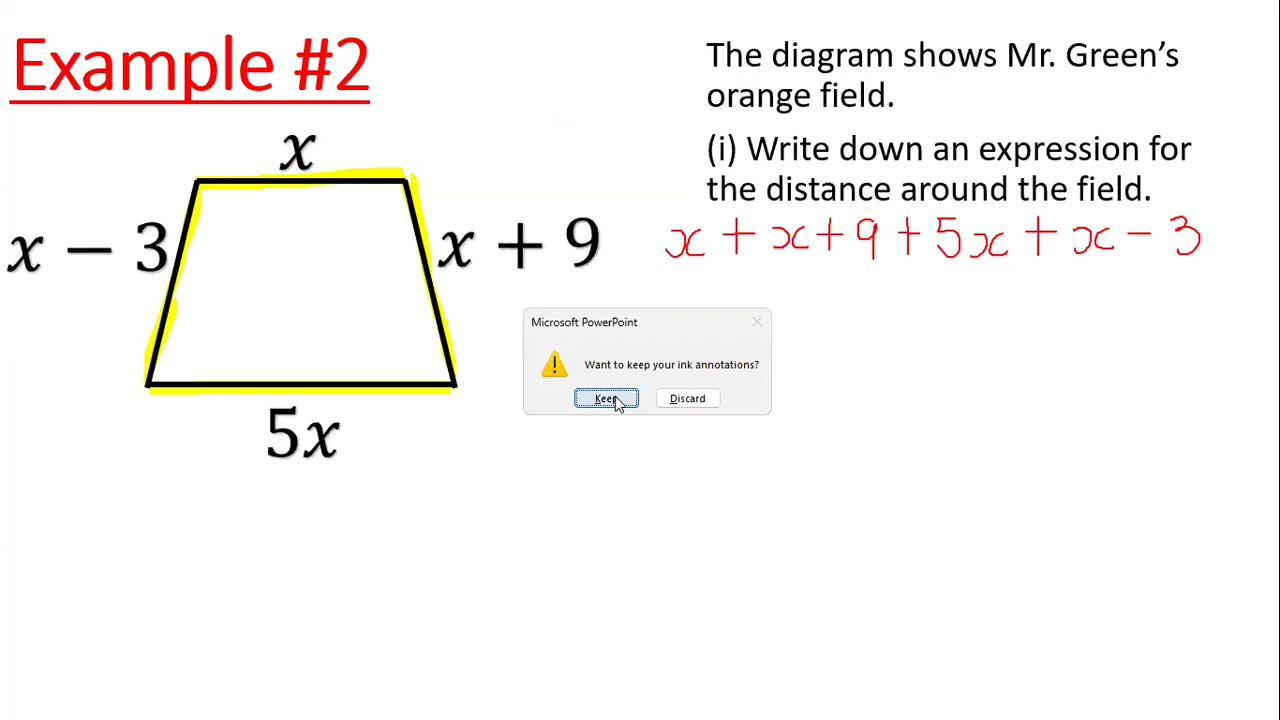 Example #2
The diagram shows Mr. Green's
orange field.
(i) Write down an expression for
the distance around the field.
x
x − 3
x + 9
5x
x + x + 9 + 5x + x − 3
Microsoft PowerPoint
Want to keep your ink annotations?
Keep
Discard